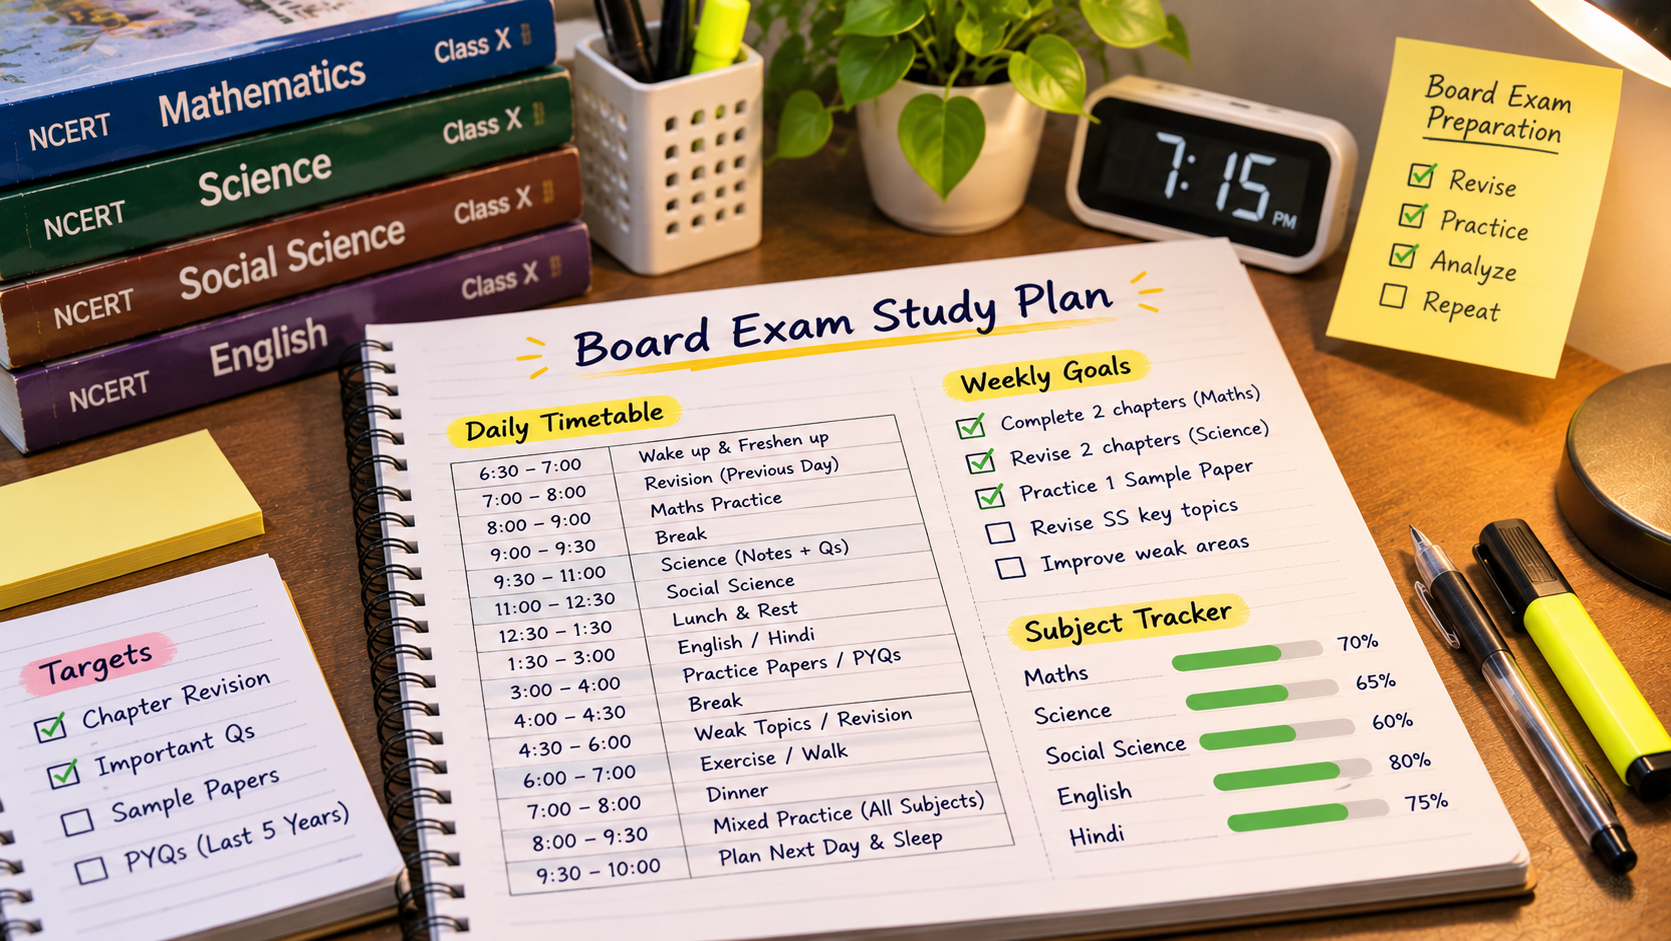 Mathematics Class X
NCERT
Science Class X
NCERT
Social Science Class X
NCERT
English Class X
NCERT
7:15 PM
Board Exam
Preparation
Revise
Practice
Analyze
Repeat
Board Exam Study Plan
Daily Timetable
6:30 – 7:00 Wake up & Freshen up
7:00 – 8:00 Revision (Previous Day)
8:00 – 9:00 Maths Practice
9:00 – 9:30 Break
9:30 – 11:00 Science (Notes + Qs)
11:00 – 12:30 Social Science
12:30 – 1:30 Lunch & Rest
1:30 – 3:00 English / Hindi
3:00 – 4:00 Practice Papers / PYQs
4:00 – 4:30 Break
4:30 – 6:00 Weak Topics / Revision
6:00 – 7:00 Exercise / Walk
7:00 – 8:00 Dinner
8:00 – 9:30 Mixed Practice (All Subjects)
9:30 – 10:00 Plan Next Day & Sleep
Weekly Goals
Complete 2 chapters (Maths)
Revise 2 chapters (Science)
Practice 1 Sample Paper
Revise SS key topics
Improve weak areas
Subject Tracker
Maths 70%
Science 65%
Social Science 60%
English 80%
Hindi 75%
Targets
Chapter Revision
Important Qs
Sample Papers
PYQs (Last 5 Years)